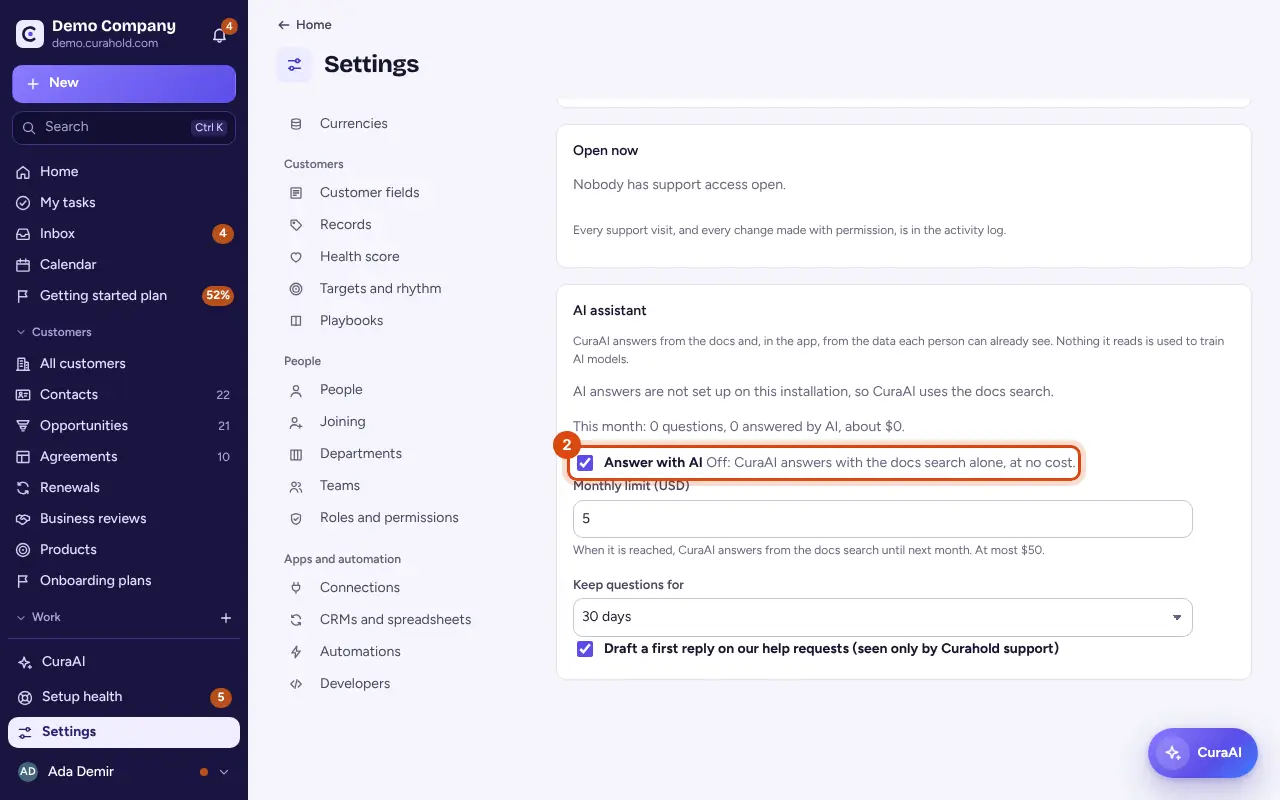 Demo Company
demo.curahold.com
4
New
Search
Ctrl K
Home
My tasks
Inbox
4
Calendar
Getting started plan
52%
Customers
All customers
Contacts
22
Opportunities
21
Agreements
10
Renewals
Business reviews
Products
Onboarding plans
Work
CuraAI
Setup health
5
Settings
AD
Ada Demir
Home
Settings
Currencies
Customers
Customer fields
Records
Health score
Targets and rhythm
Playbooks
People
People
Joining
Departments
Teams
Roles and permissions
Apps and automation
Connections
CRMs and spreadsheets
Automations
Developers
Open now
Nobody has support access open.
Every support visit, and every change made with permission, is in the activity log.
AI assistant
CuraAI answers from the docs and, in the app, from the data each person can already see. Nothing it reads is used to train
AI models.
AI answers are not set up on this installation, so CuraAI uses the docs search.
This month: 0 questions, 0 answered by AI, about $0.
2
Answer with AI Off: CuraAI answers with the docs search alone, at no cost.
Monthly limit (USD)
5
When it is reached, CuraAI answers from the docs search until next month. At most $50.
Keep questions for
30 days
Draft a first reply on our help requests (seen only by Curahold support)
CuraAI